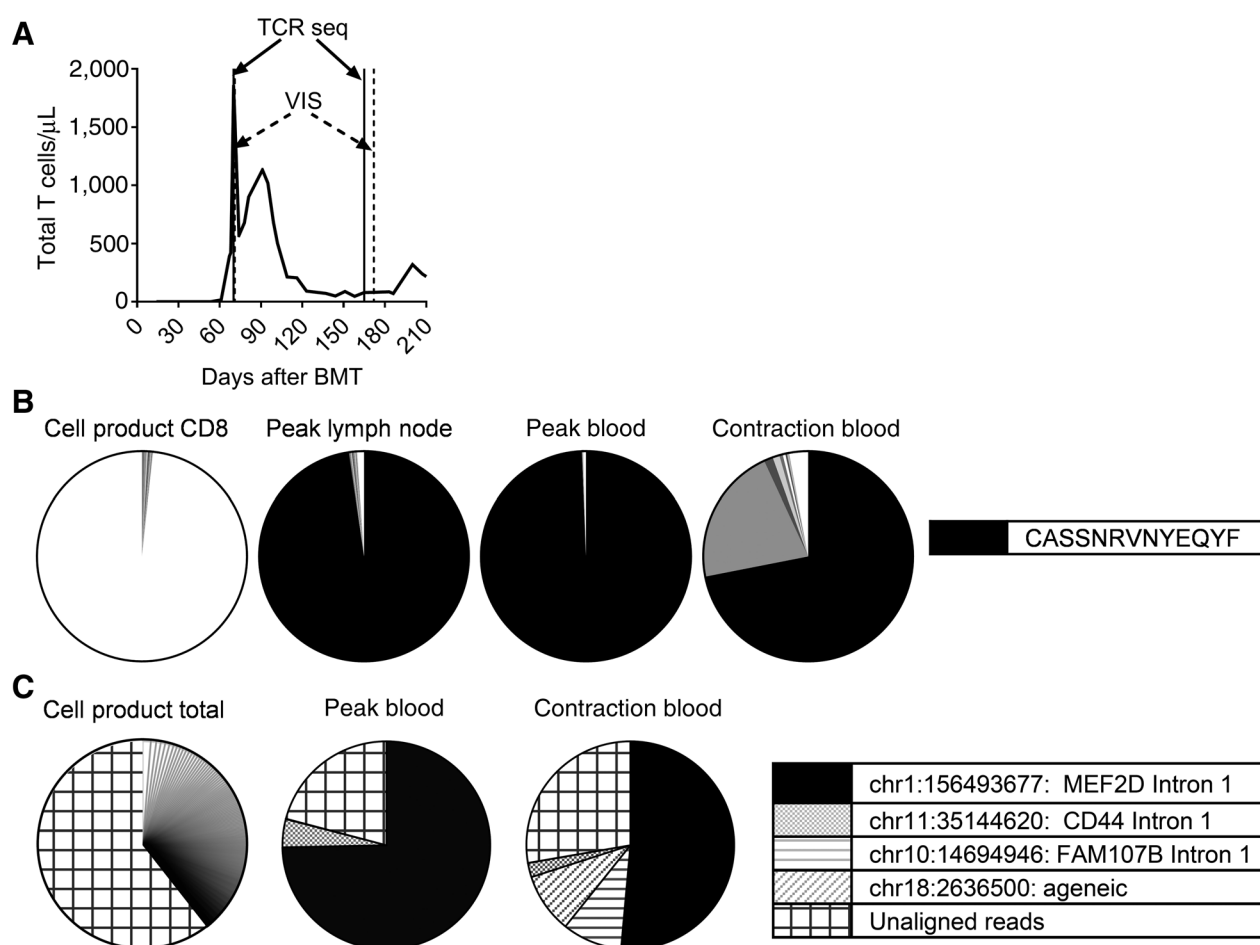 A
TCR seq
VIS
Total T cells/μL
2,000
1,500
1,000
500
0
0 30 60 90 120 150 180 210
Days after BMT
B
Cell product CD8 Peak lymph node Peak blood Contraction blood
CASSNRVNYEQYF
C
Cell product total Peak blood Contraction blood
chr1:156493677: MEF2D Intron 1
chr11:35144620: CD44 Intron 1
chr10:14694946: FAM107B Intron 1
chr18:2636500: ageneic
Unaligned reads